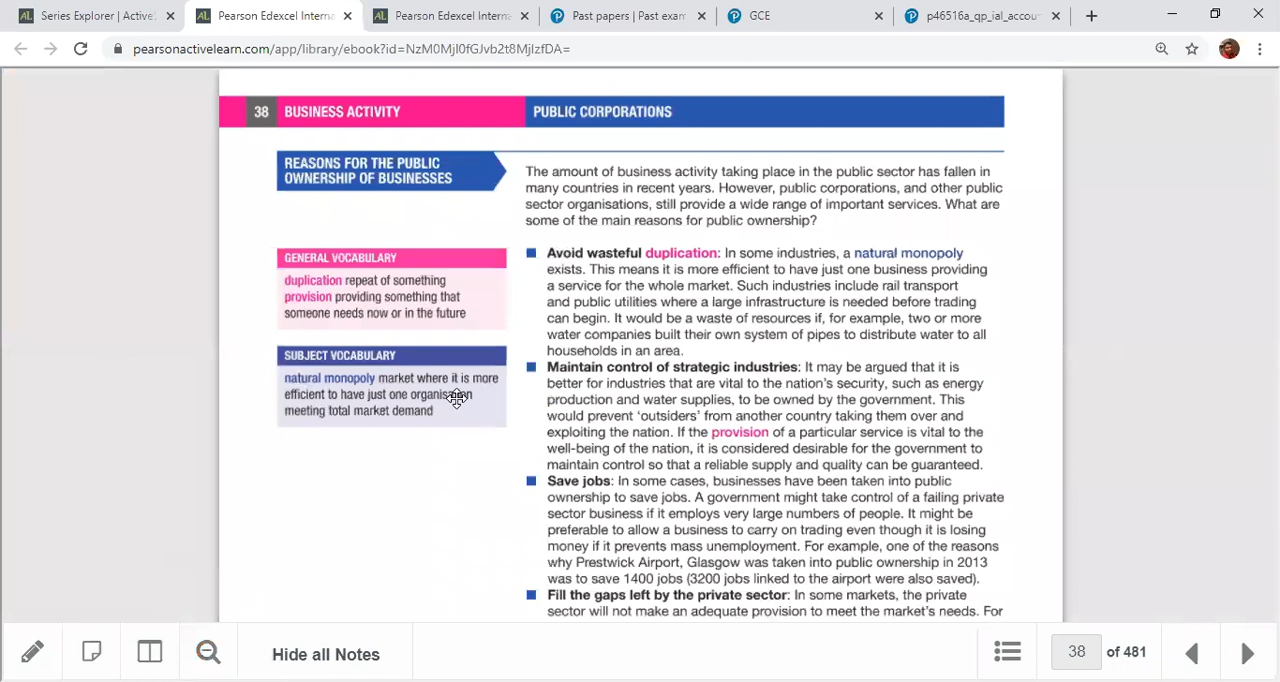 Series Explorer | Active
Pearson Edexcel Interna
Pearson Edexcel Interna
Past papers | Past exam
GCE
p46516a_qp_ial_accou
pearsonactivelearn.com/app/library/ebook?id=NzM0MjI0fGJvb2t8MjIzfDA=
38 BUSINESS ACTIVITY
PUBLIC CORPORATIONS
REASONS FOR THE PUBLIC
OWNERSHIP OF BUSINESSES
The amount of business activity taking place in the public sector has fallen in
many countries in recent years. However, public corporations, and other public
sector organisations, still provide a wide range of important services. What are
some of the main reasons for public ownership?
GENERAL VOCABULARY
duplication repeat of something
provision providing something that
someone needs now or in the future
SUBJECT VOCABULARY
natural monopoly market where it is more
efficient to have just one organisation
meeting total market demand
Avoid wasteful duplication: In some industries, a natural monopoly
exists. This means it is more efficient to have just one business providing
a service for the whole market. Such industries include rail transport
and public utilities where a large infrastructure is needed before trading
can begin. It would be a waste of resources if, for example, two or more
water companies built their own system of pipes to distribute water to all
households in an area.
Maintain control of strategic industries: It may be argued that it is
better for industries that are vital to the nation's security, such as energy
production and water supplies, to be owned by the government. This
would prevent 'outsiders' from another country taking them over and
exploiting the nation. If the provision of a particular service is vital to the
well-being of the nation, it is considered desirable for the government to
maintain control so that a reliable supply and quality can be guaranteed.
Save jobs: In some cases, businesses have been taken into public
ownership to save jobs. A government might take control of a failing private
sector business if it employs very large numbers of people. It might be
preferable to allow a business to carry on trading even though it is losing
money if it prevents mass unemployment. For example, one of the reasons
why Prestwick Airport, Glasgow was taken into public ownership in 2013
was to save 1400 jobs (3200 jobs linked to the airport were also saved).
Fill the gaps left by the private sector: In some markets, the private
sector will not make an adequate provision to meet the market's needs. For
Hide all Notes
38 of 481